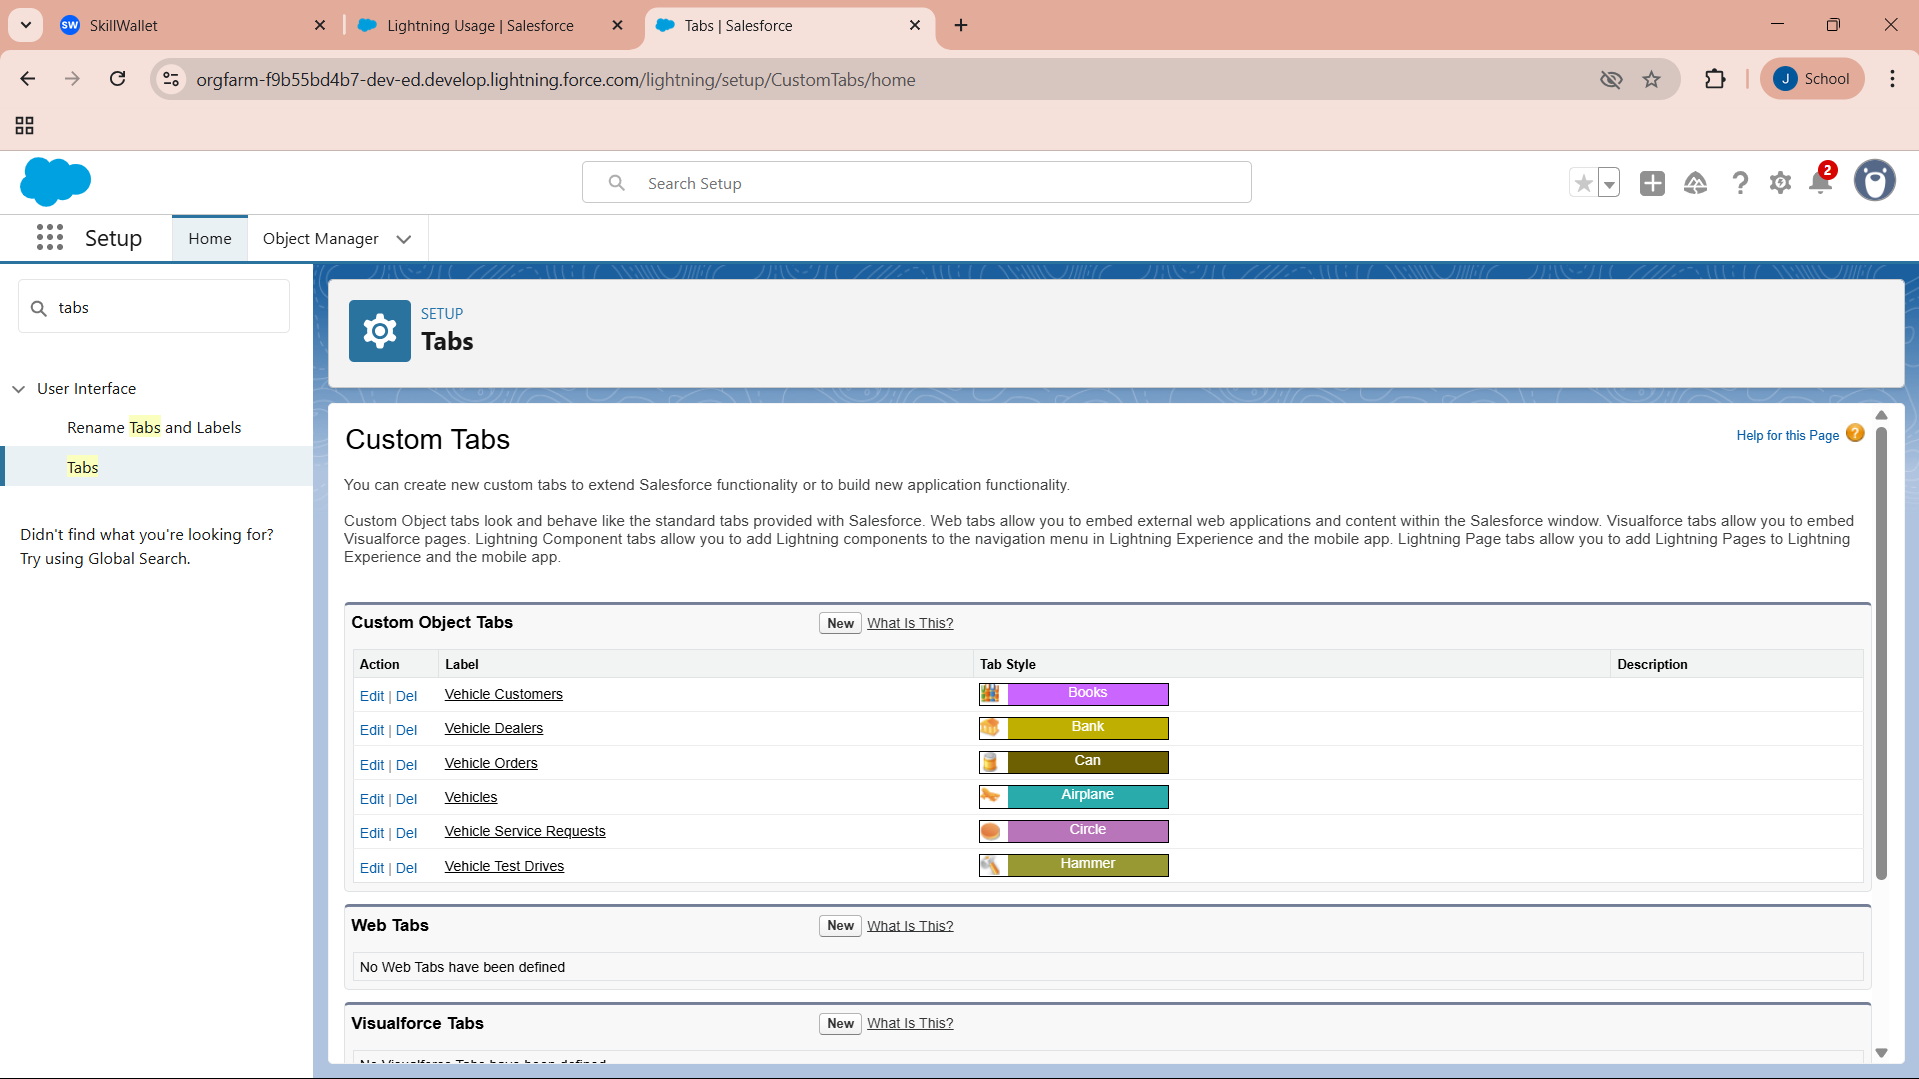 SW SkillWallet
Lightning Usage | Salesforce
Tabs | Salesforce
orgfarm-f9b55bd4b7-dev-ed.develop.lightning.force.com/lightning/setup/CustomTabs/home
J School
Search Setup
2
Setup
Home
Object Manager
tabs
User Interface
Rename Tabs and Labels
Tabs
Didn't find what you're looking for?
Try using Global Search.
SETUP
Tabs
Custom Tabs
Help for this Page ?
You can create new custom tabs to extend Salesforce functionality or to build new application functionality.
Custom Object tabs look and behave like the standard tabs provided with Salesforce. Web tabs allow you to embed external web applications and content within the Salesforce window. Visualforce tabs allow you to embed
Visualforce pages. Lightning Component tabs allow you to add Lightning components to the navigation menu in Lightning Experience and the mobile app. Lightning Page tabs allow you to add Lightning Pages to Lightning
Experience and the mobile app.
Custom Object Tabs New What Is This?
Action Label Tab Style Description
Edit | Del Vehicle Customers Books
Edit | Del Vehicle Dealers Bank
Edit | Del Vehicle Orders Can
Edit | Del Vehicles Airplane
Edit | Del Vehicle Service Requests Circle
Edit | Del Vehicle Test Drives Hammer
Web Tabs New What Is This?
No Web Tabs have been defined
Visualforce Tabs New What Is This?
No Visualforce Tabs have been defined